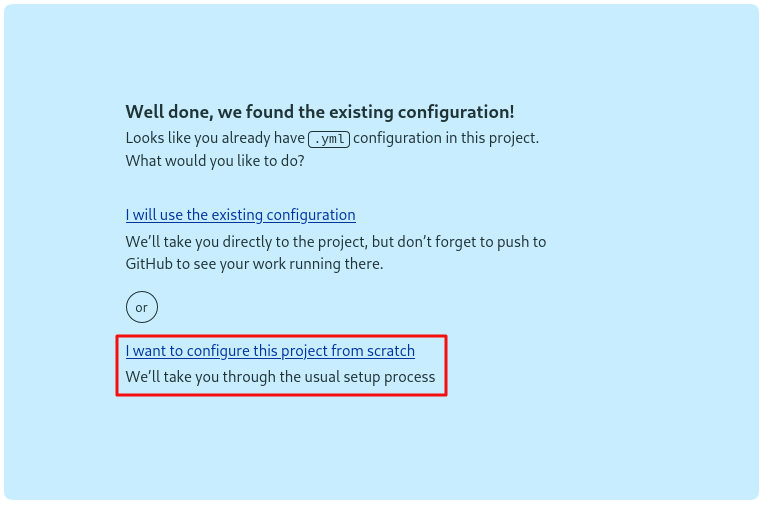 Well done, we found the existing configuration!
Looks like you already have .yml configuration in this project.
What would you like to do?
I will use the existing configuration
We’ll take you directly to the project, but don’t forget to push to
GitHub to see your work running there.
or
I want to configure this project from scratch
We’ll take you through the usual setup process